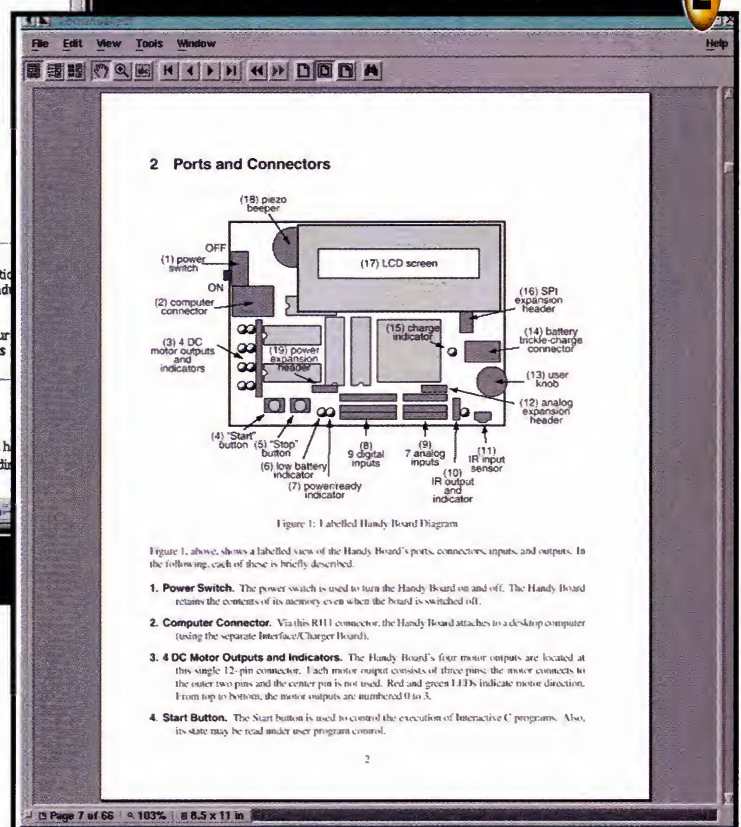 File Edit View Tools Window Help
2 Ports and Connectors
(18) piezo
beeper
OFF
(1) power
switch
ON
(17) LCD screen
(2) computer
connector
(16) SPI
expansion
header
(15) charge
indicator
(14) battery
trickle-charge
connector
(3) 4 DC
motor outputs
and
indicators
(19) power
expansion
header
(13) user
knob
(12) analog
expansion
header
(4) "Start"
button
(5) "Stop"
button
(6) low battery
indicator
(7) power/ready
indicator
(8)
9 digital
inputs
(9)
7 analog
inputs
(10)
IR output
and
indicator
(11)
IR input
sensor
Figure 1: Labelled Handy Board Diagram
Figure 1, above, shows a labelled view of the Handy Board's ports, connectors, inputs, and outputs. In
the following, each of these is briefly described.
1. Power Switch. The power switch is used to turn the Handy Board on and off. The Handy Board
retains the contents of its memory even when the board is switched off.
2. Computer Connector. Via this RJ11 connector, the Handy Board attaches to a desktop computer
(using the separate Interface/Charger Board).
3. 4 DC Motor Outputs and Indicators. The Handy Board's four motor outputs are located at
this single 12-pin connector. Each motor output consists of three pins; the motor connects to
the outer two pins and the center pin is not used. Red and green LEDs indicate motor direction.
From top to bottom, the motor outputs are numbered 0 to 3.
4. Start Button. The Start button is used to control the execution of Interactive C programs. Also,
its state may be read under user program control.
2
Page 7 of 66 103% 8.5 x 11 in